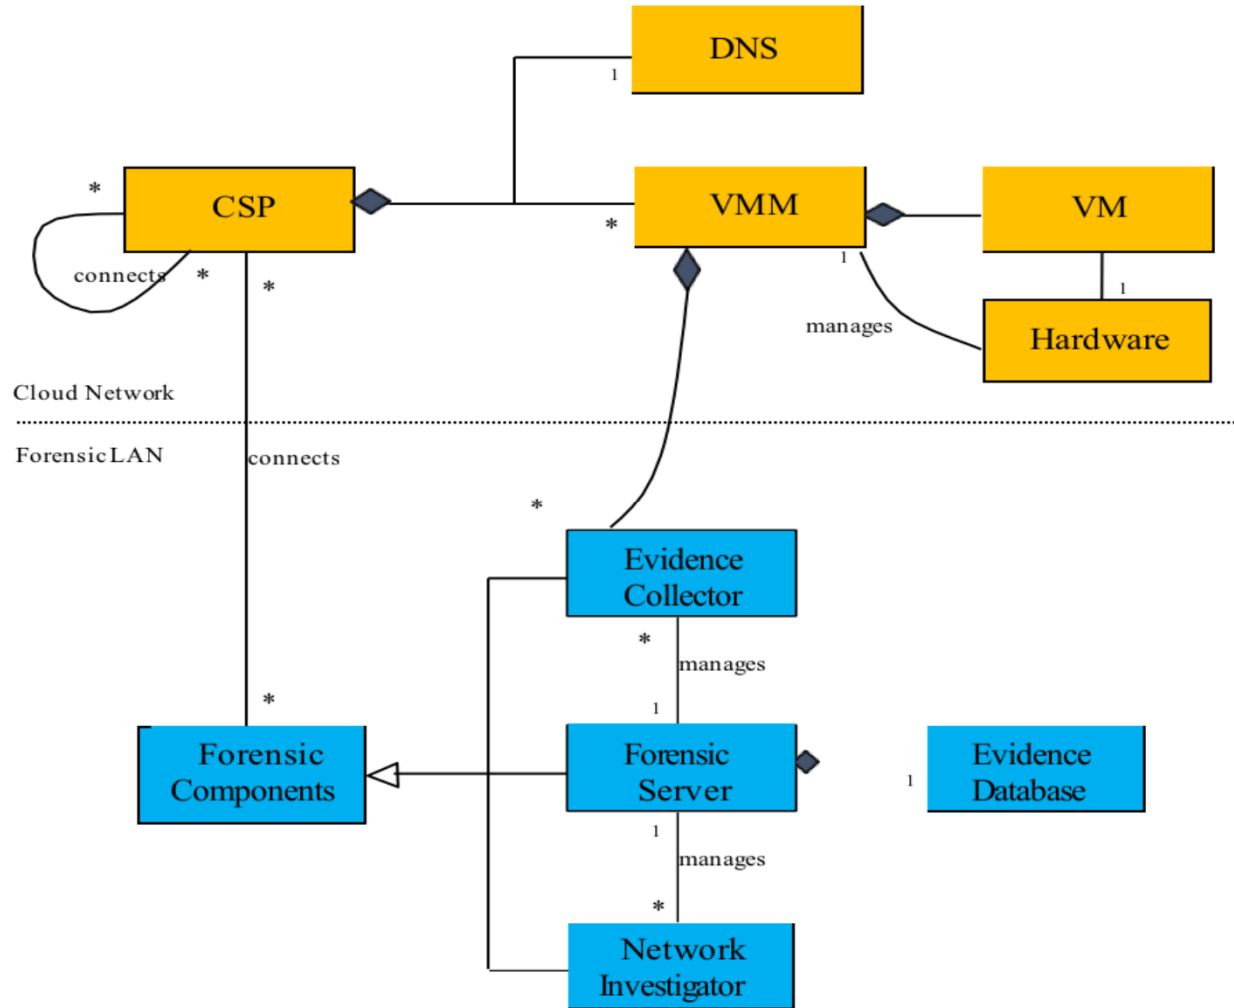 DNS
1
CSP
*
VMM
*
VM
connects
*
*
1
1
manages
Hardware
Cloud Network
Forensic LAN
connects
*
Evidence
Collector
*
manages
*
1
Forensic
Components
Forensic
Server
1
Evidence
Database
1
manages
*
Network
Investigator